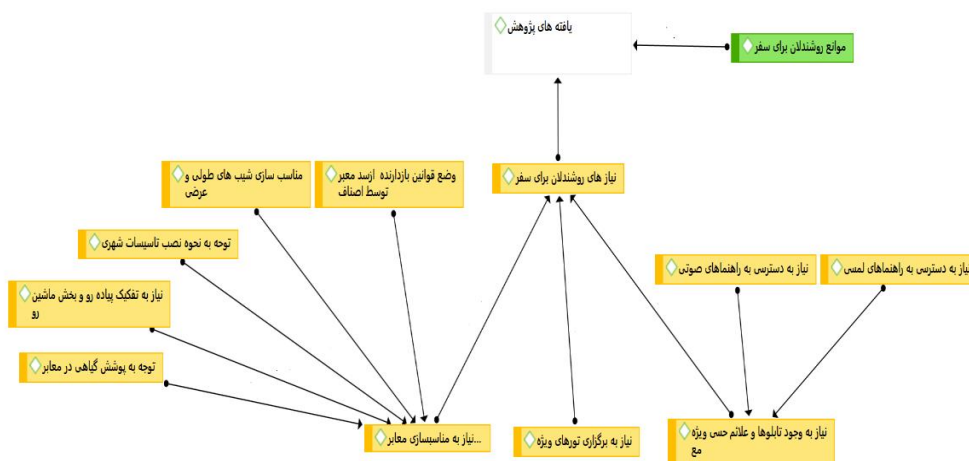 یافته های پژوهش
موانع روشندلان برای سفر
مناسب سازی شیب های طولی و
عرضی
وضع قوانین بازدارنده ازسد معبر
توسط اصناف
نیاز های روشندلان برای سفر
توجه به نحوه نصب تاسیسات شهری
نیاز به دسترسی به راهنماهای صوتی
نیاز به دسترسی به راهنماهای لمسی
نیاز به تفکیک پیاده رو و بخش ماشین
رو
توجه به پوشش گیاهی در معابر
نیاز به مناسبسازی معابر...
نیاز به برگزاری تورهای ویژه
نیاز به وجود تابلوها و علائم حسی ویژه
مع